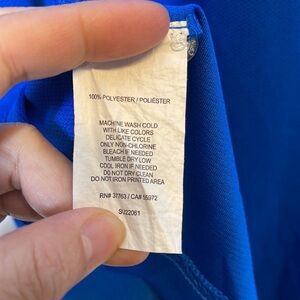 100% POLYESTER / POLIÉSTER
MACHINE WASH COLD
WITH LIKE COLORS
DELICATE CYCLE
ONLY NON-CHLORINE
BLEACH IF NEEDED
TUMBLE DRY LOW
COOL IRON IF NEEDED
DO NOT DRY CLEAN
DO NOT IRON PRINTED AREA
RN# 37763 / CA# 55972
SU22061